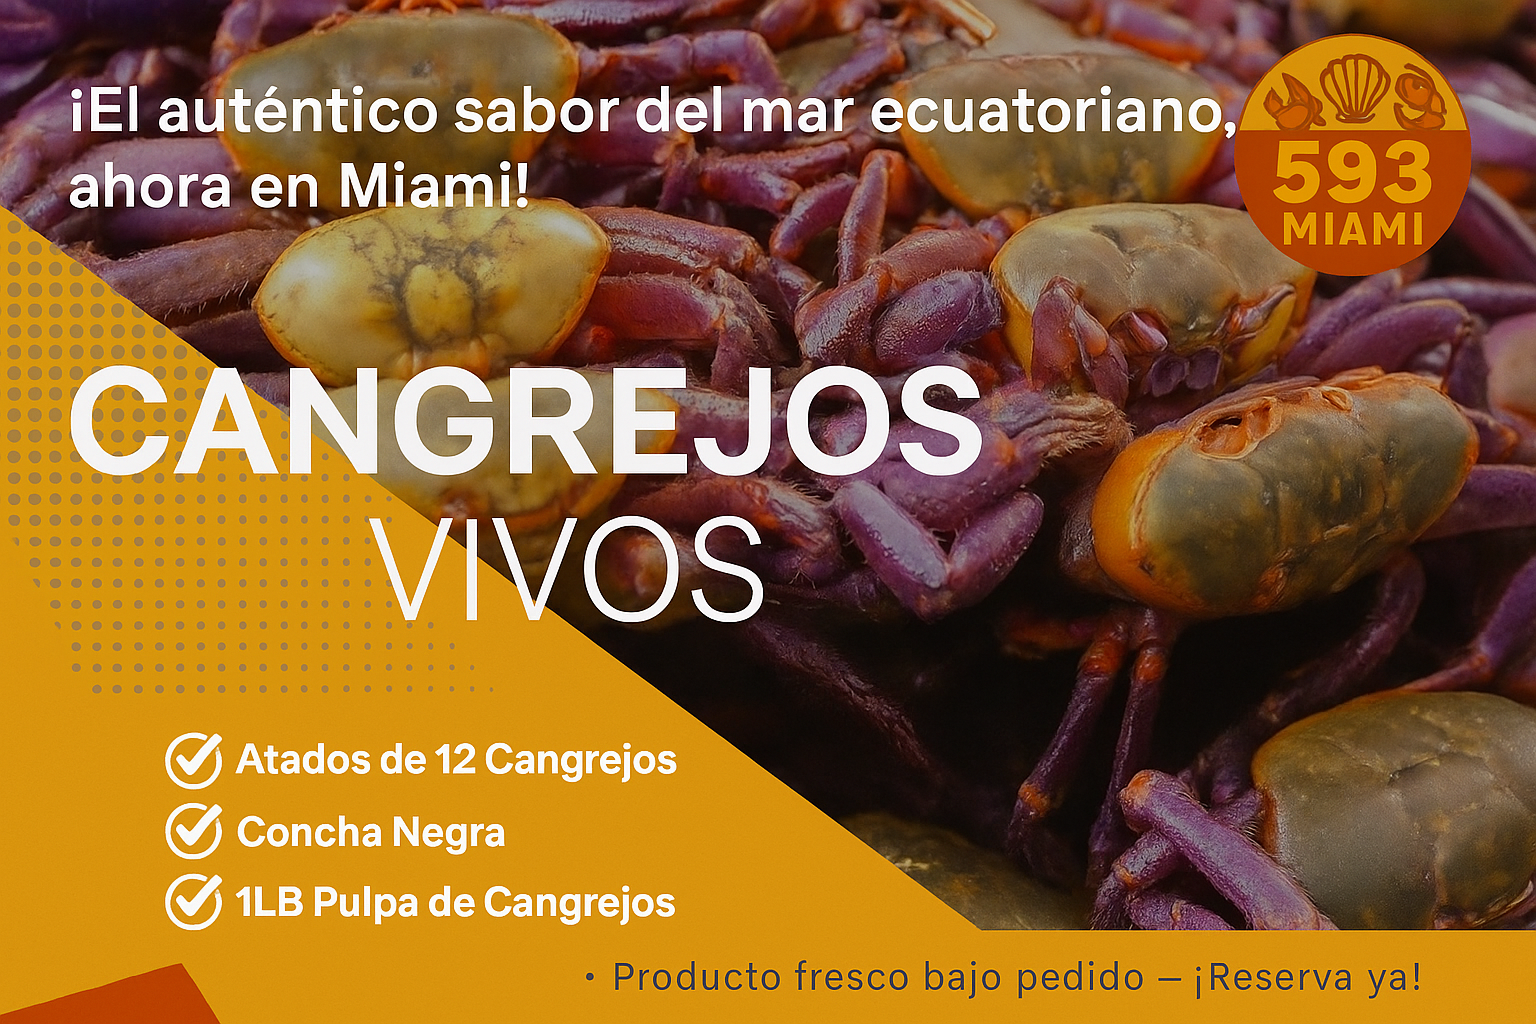 ¡El auténtico sabor del mar ecuatoriano,
ahora en Miami!
593
MIAMI
CANGREJOS
VIVOS
Atados de 12 Cangrejos
Concha Negra
1LB Pulpa de Cangrejos
• Producto fresco bajo pedido – ¡Reserva ya!